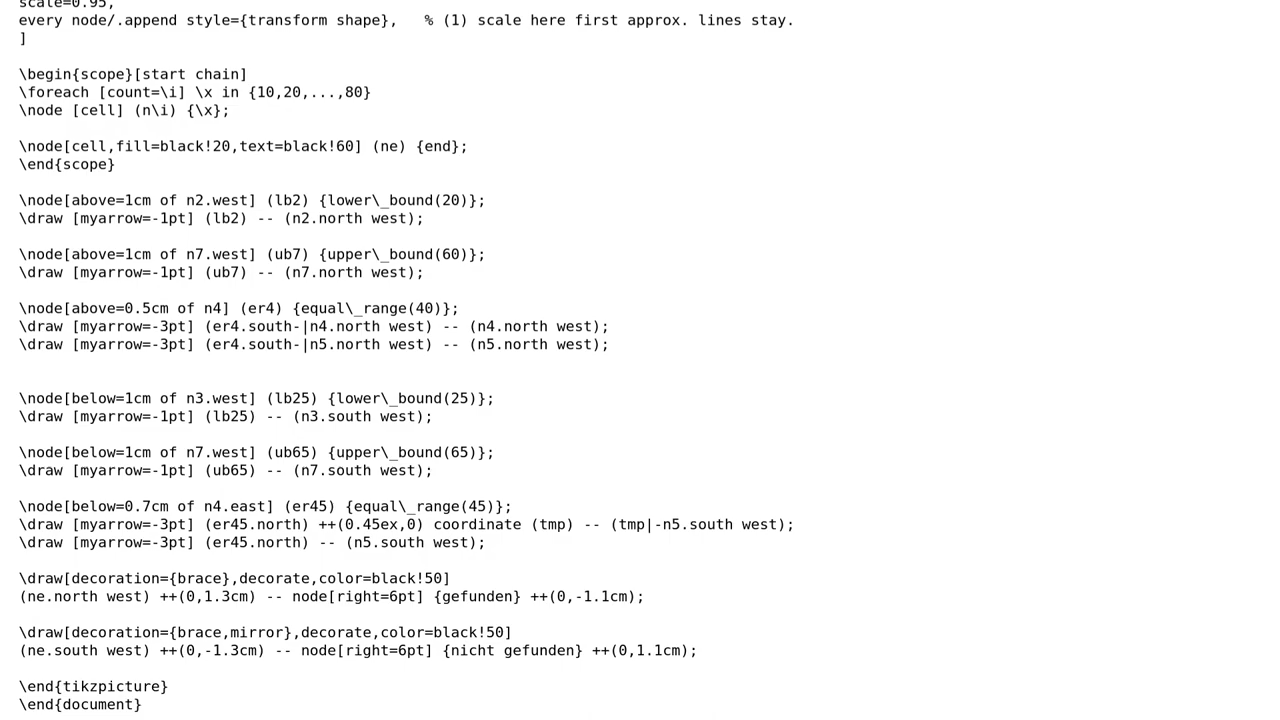 scale=0.95,
every node/.append style={transform shape},   % (1) scale here first approx. lines stay.
]
\begin{scope}[start chain]
\foreach [count=\i] \x in {10,20,...,80}
\node [cell] (n\i) {\x};
\node[cell,fill=black!20,text=black!60] (ne) {end};
\end{scope}
\node[above=1cm of n2.west] (lb2) {lower\_bound(20)};
\draw [myarrow=-1pt] (lb2) -- (n2.north west);
\node[above=1cm of n7.west] (ub7) {upper\_bound(60)};
\draw [myarrow=-1pt] (ub7) -- (n7.north west);
\node[above=0.5cm of n4] (er4) {equal\_range(40)};
\draw [myarrow=-3pt] (er4.south-|n4.north west) -- (n4.north west);
\draw [myarrow=-3pt] (er4.south-|n5.north west) -- (n5.north west);
\node[below=1cm of n3.west] (lb25) {lower\_bound(25)};
\draw [myarrow=-1pt] (lb25) -- (n3.south west);
\node[below=1cm of n7.west] (ub65) {upper\_bound(65)};
\draw [myarrow=-1pt] (ub65) -- (n7.south west);
\node[below=0.7cm of n4.east] (er45) {equal\_range(45)};
\draw [myarrow=-3pt] (er45.north) ++(0.45ex,0) coordinate (tmp) -- (tmp|-n5.south west);
\draw [myarrow=-3pt] (er45.north) -- (n5.south west);
\draw[decoration={brace},decorate,color=black!50]
(ne.north west) ++(0,1.3cm) -- node[right=6pt] {gefunden} ++(0,-1.1cm);
\draw[decoration={brace,mirror},decorate,color=black!50]
(ne.south west) ++(0,-1.3cm) -- node[right=6pt] {nicht gefunden} ++(0,1.1cm);
\end{tikzpicture}
\end{document}